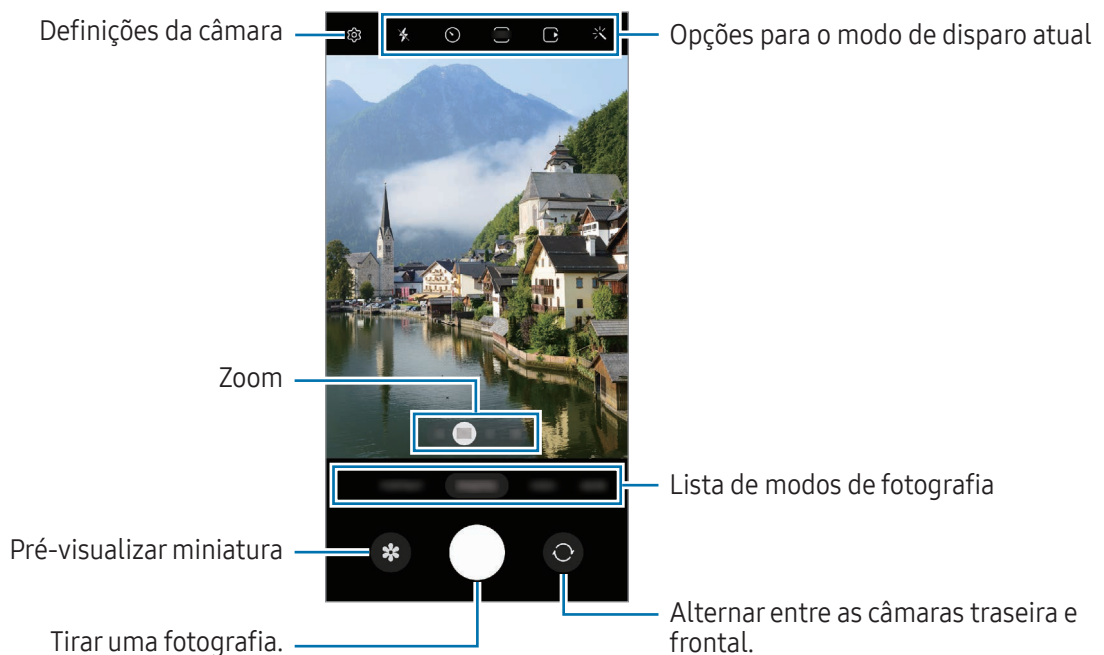 Definições da câmara
Opções para o modo de disparo atual
Zoom
Lista de modos de fotografia
Pré-visualizar miniatura
Alternar entre as câmaras traseira e
frontal.
Tirar uma fotografia.